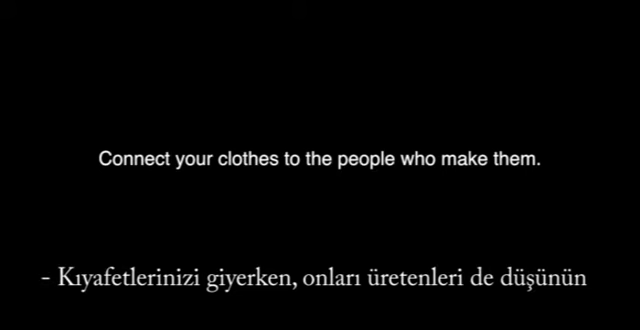 Connect your clothes to the people who make them.
- Kıyafetlerinizi giyerken, onları üretenleri de düşünün